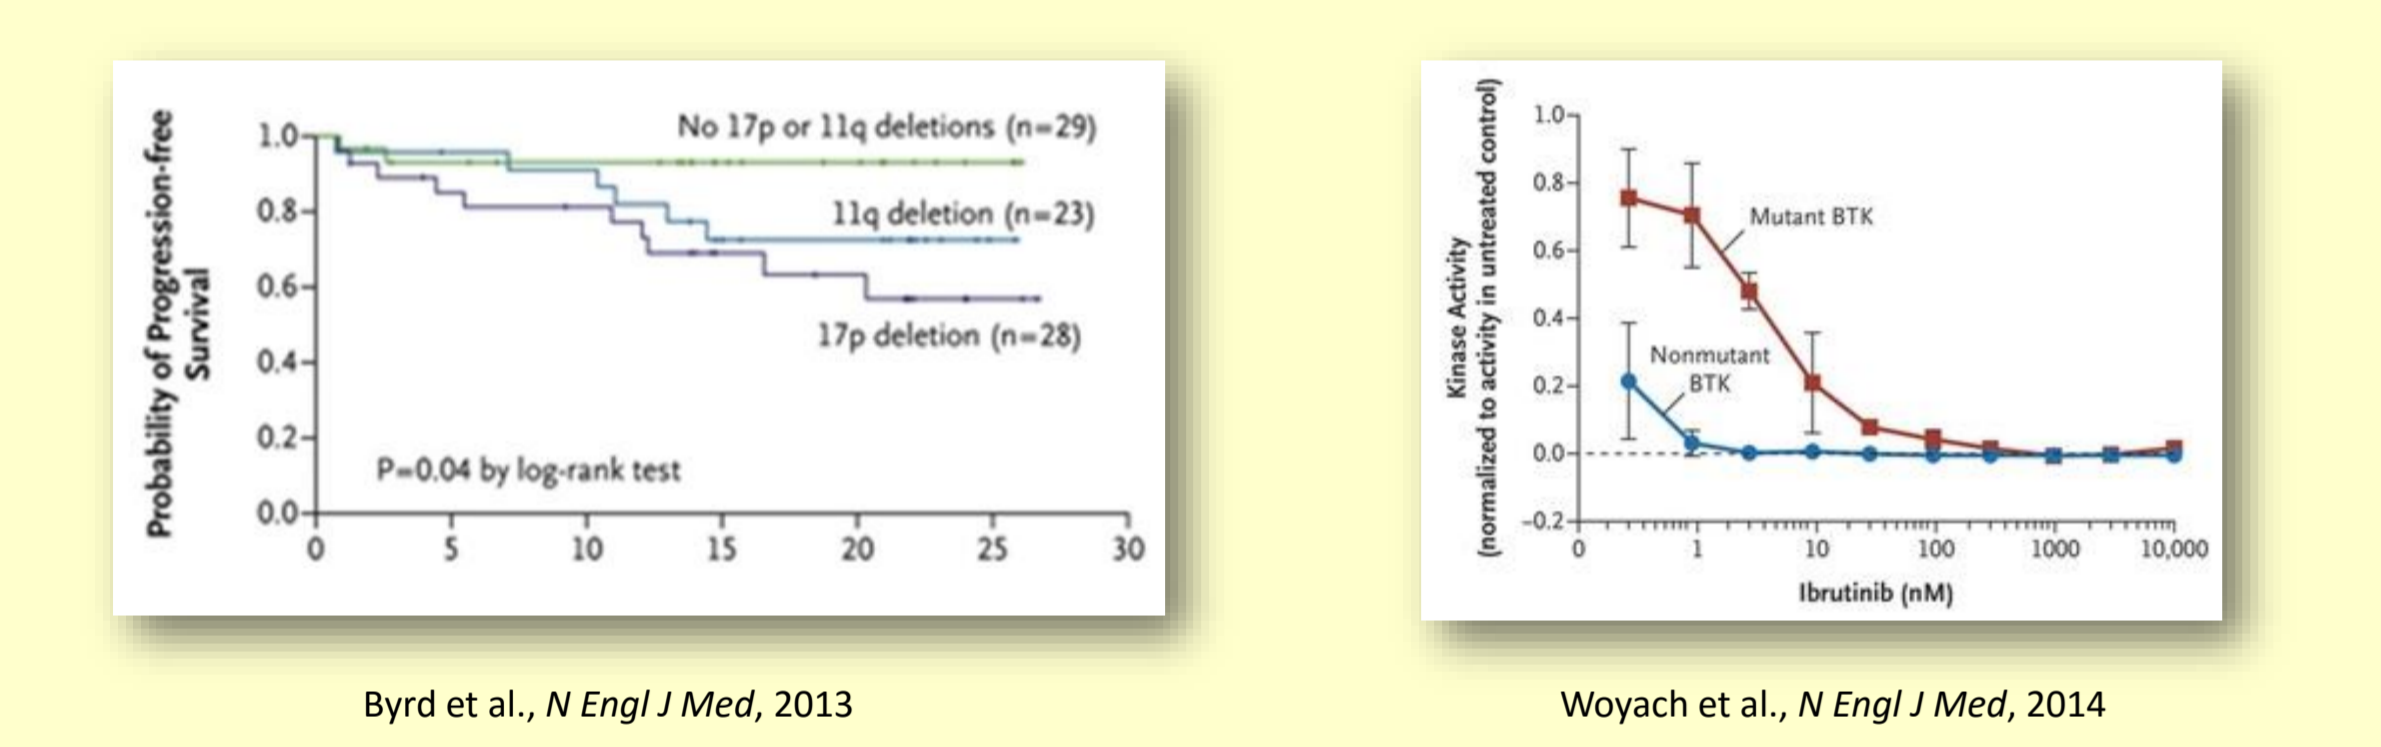 Probability of Progression-free
Survival
1.0
0.8
0.6
0.4
0.2
0.0
No 17p or 11q deletions (n=29)
11q deletion (n=23)
17p deletion (n=28)
P=0.04 by log-rank test
0 5 10 15 20 25 30
Byrd et al., N Engl J Med, 2013
Kinase Activity
(normalized to activity in untreated control)
1.0
0.8
0.6
0.4
0.2
0.0
–0.2
Mutant BTK
Nonmutant
BTK
0 1 10 100 1000 10,000
Ibrutinib (nM)
Woyach et al., N Engl J Med, 2014